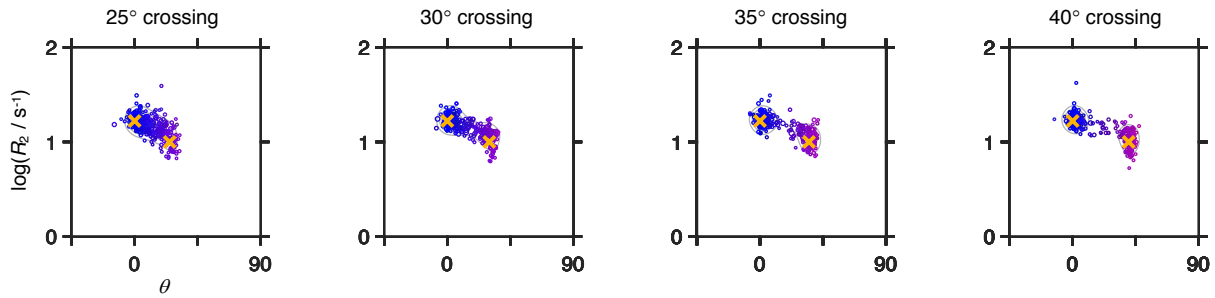 25° crossing 30° crossing 35° crossing 40° crossing
2 2 2 2
log(R2 / s-1)
1 1 1 1
0 0 0 0
0 90 0 90 0 90 0 90
θ